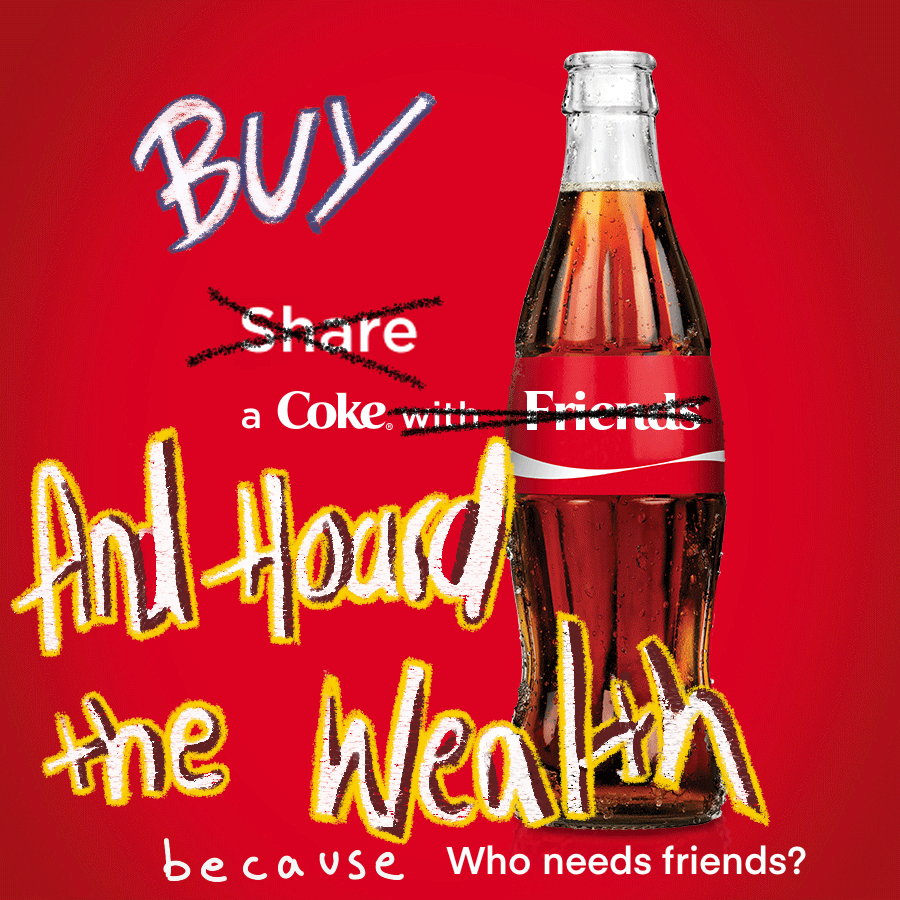 BUY
Share
a Coke® with Friends
And Hoard
the Wealth
because Who needs friends?